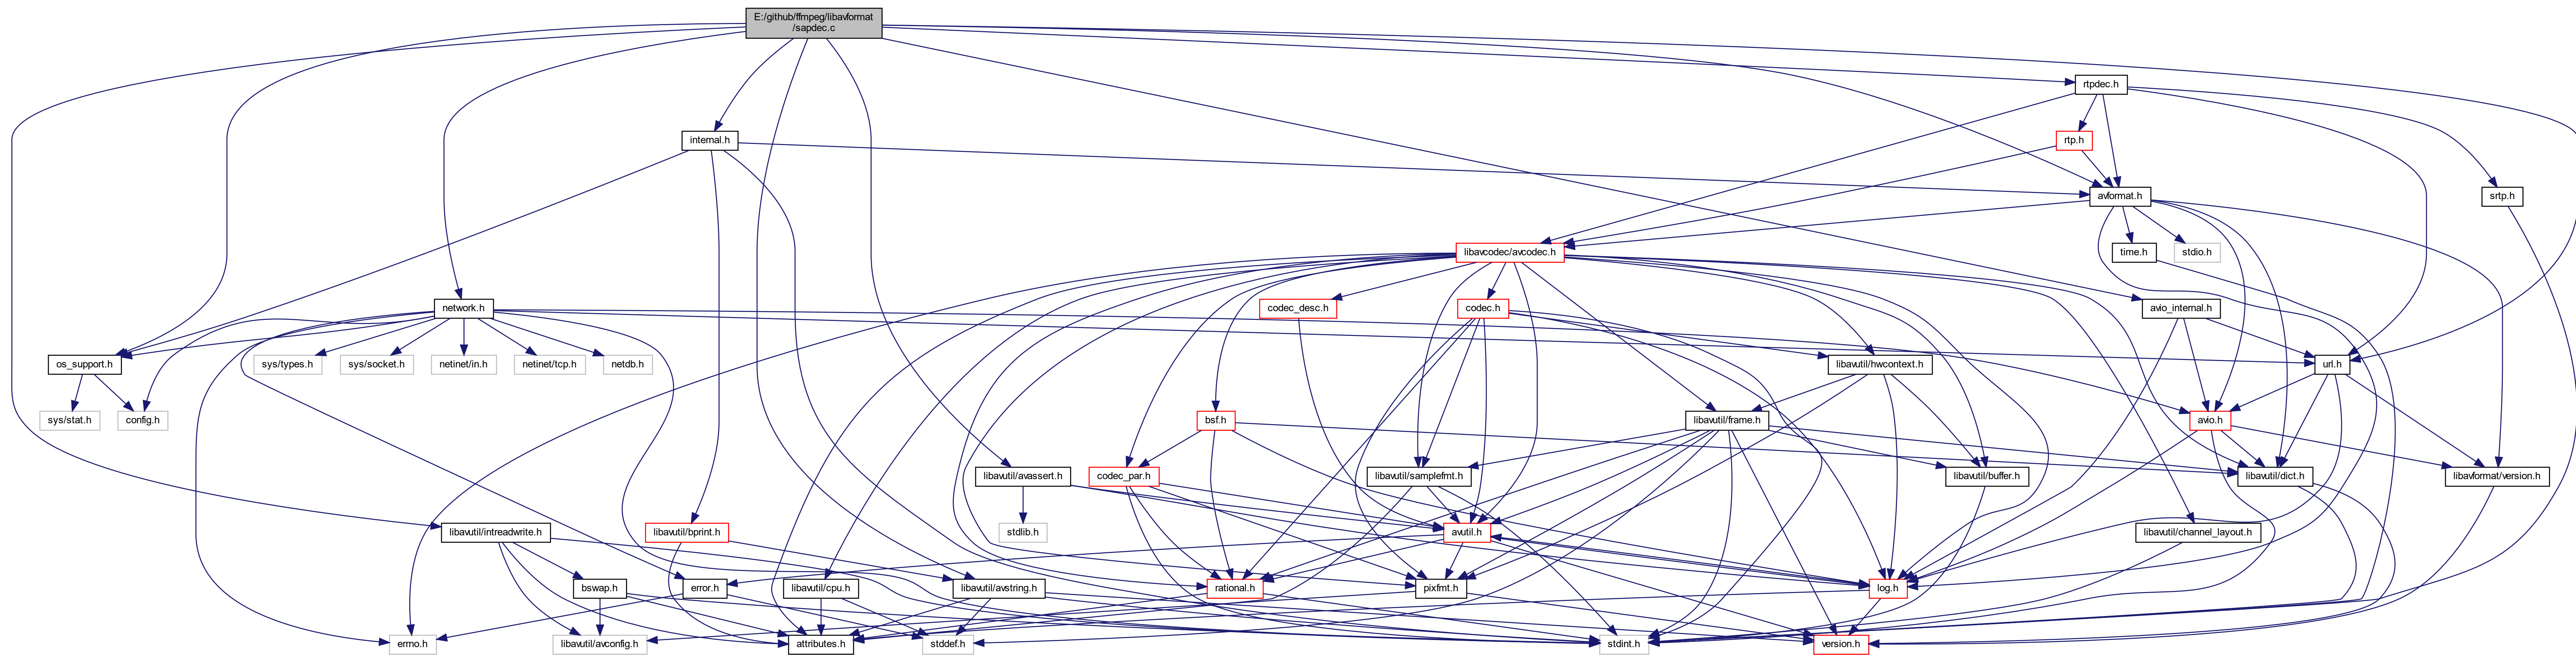 E:/github/ffmpeg/libavformat
/sapdec.c
rtpdec.h
internal.h
rtp.h
avformat.h
srtp.h
libavcodec/avcodec.h
time.h
stdio.h
network.h
codec_desc.h
codec.h
avio_internal.h
os_support.h
sys/types.h
sys/socket.h
netinet/in.h
netinet/tcp.h
netdb.h
libavutil/hwcontext.h
url.h
sys/stat.h
config.h
bsf.h
libavutil/frame.h
avio.h
libavutil/avassert.h
codec_par.h
libavutil/samplefmt.h
libavutil/buffer.h
libavutil/dict.h
libavformat/version.h
libavutil/intreadwrite.h
libavutil/bprint.h
stdlib.h
avutil.h
libavutil/channel_layout.h
bswap.h
error.h
libavutil/cpu.h
libavutil/avstring.h
rational.h
pixfmt.h
log.h
errno.h
libavutil/avconfig.h
attributes.h
stddef.h
stdint.h
version.h